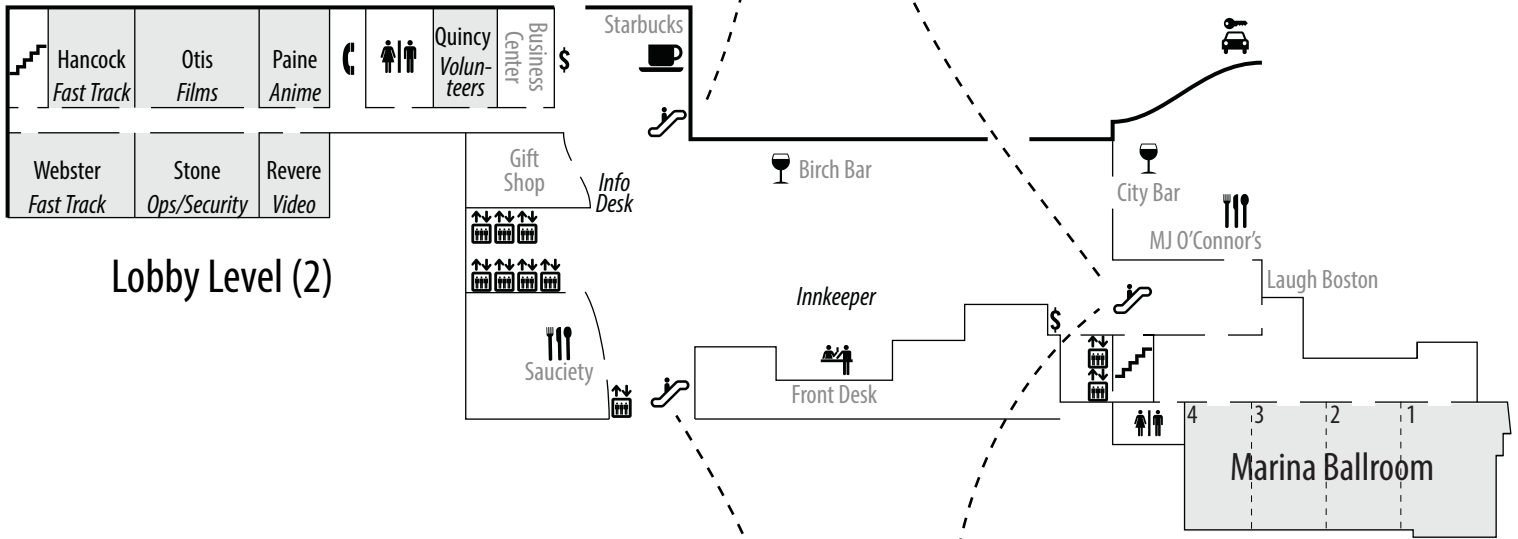 Hancock
Fast Track
Otis
Films
Paine
Anime
Quincy
Volun-
teers
Business
Center
$
Starbucks
Webster
Fast Track
Stone
Ops/Security
Revere
Video
Gift
Shop
Info
Desk
Birch Bar
City Bar
MJ O'Connor's
Laugh Boston
Lobby Level (2)
Innkeeper
$
Sauciety
Front Desk
4
3
2
1
Marina Ballroom